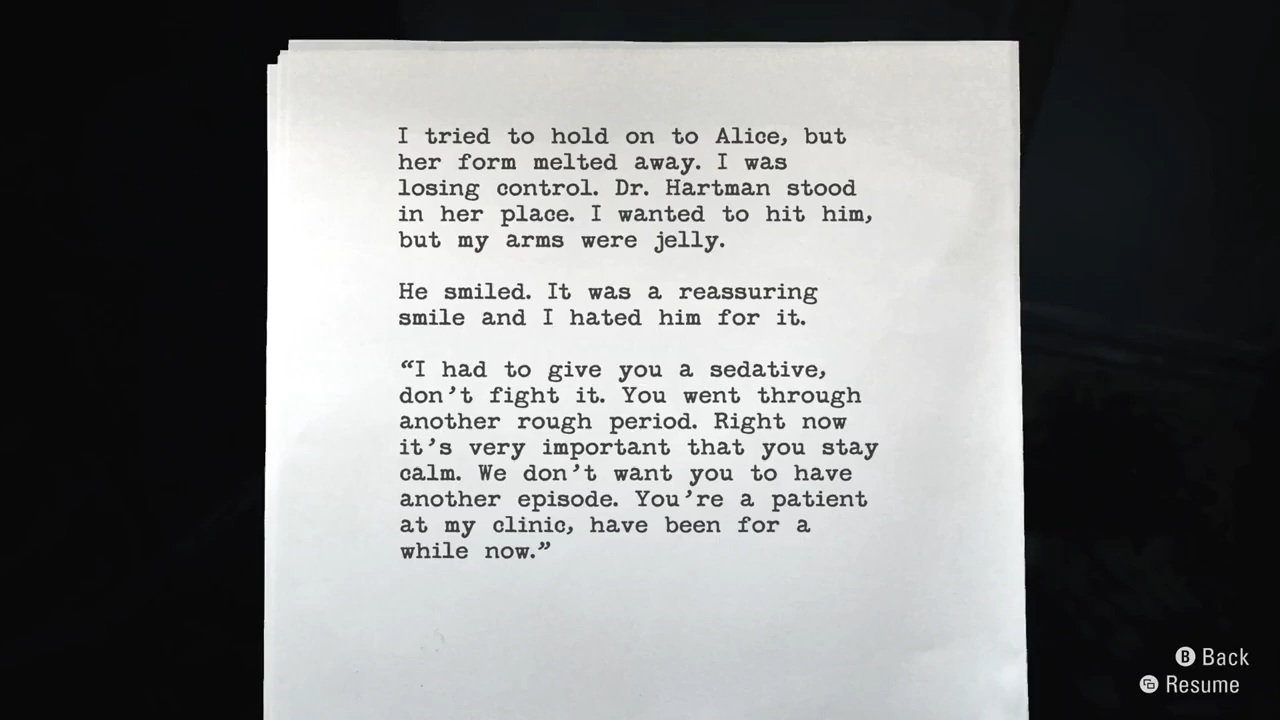 I tried to hold on to Alice, but
her form melted away. I was
losing control. Dr. Hartman stood
in her place. I wanted to hit him,
but my arms were jelly.
He smiled. It was a reassuring
smile and I hated him for it.
“I had to give you a sedative,
don’t fight it. You went through
another rough period. Right now
it’s very important that you stay
calm. We don’t want you to have
another episode. You’re a patient
at my clinic, have been for a
while now.”
B Back
Resume